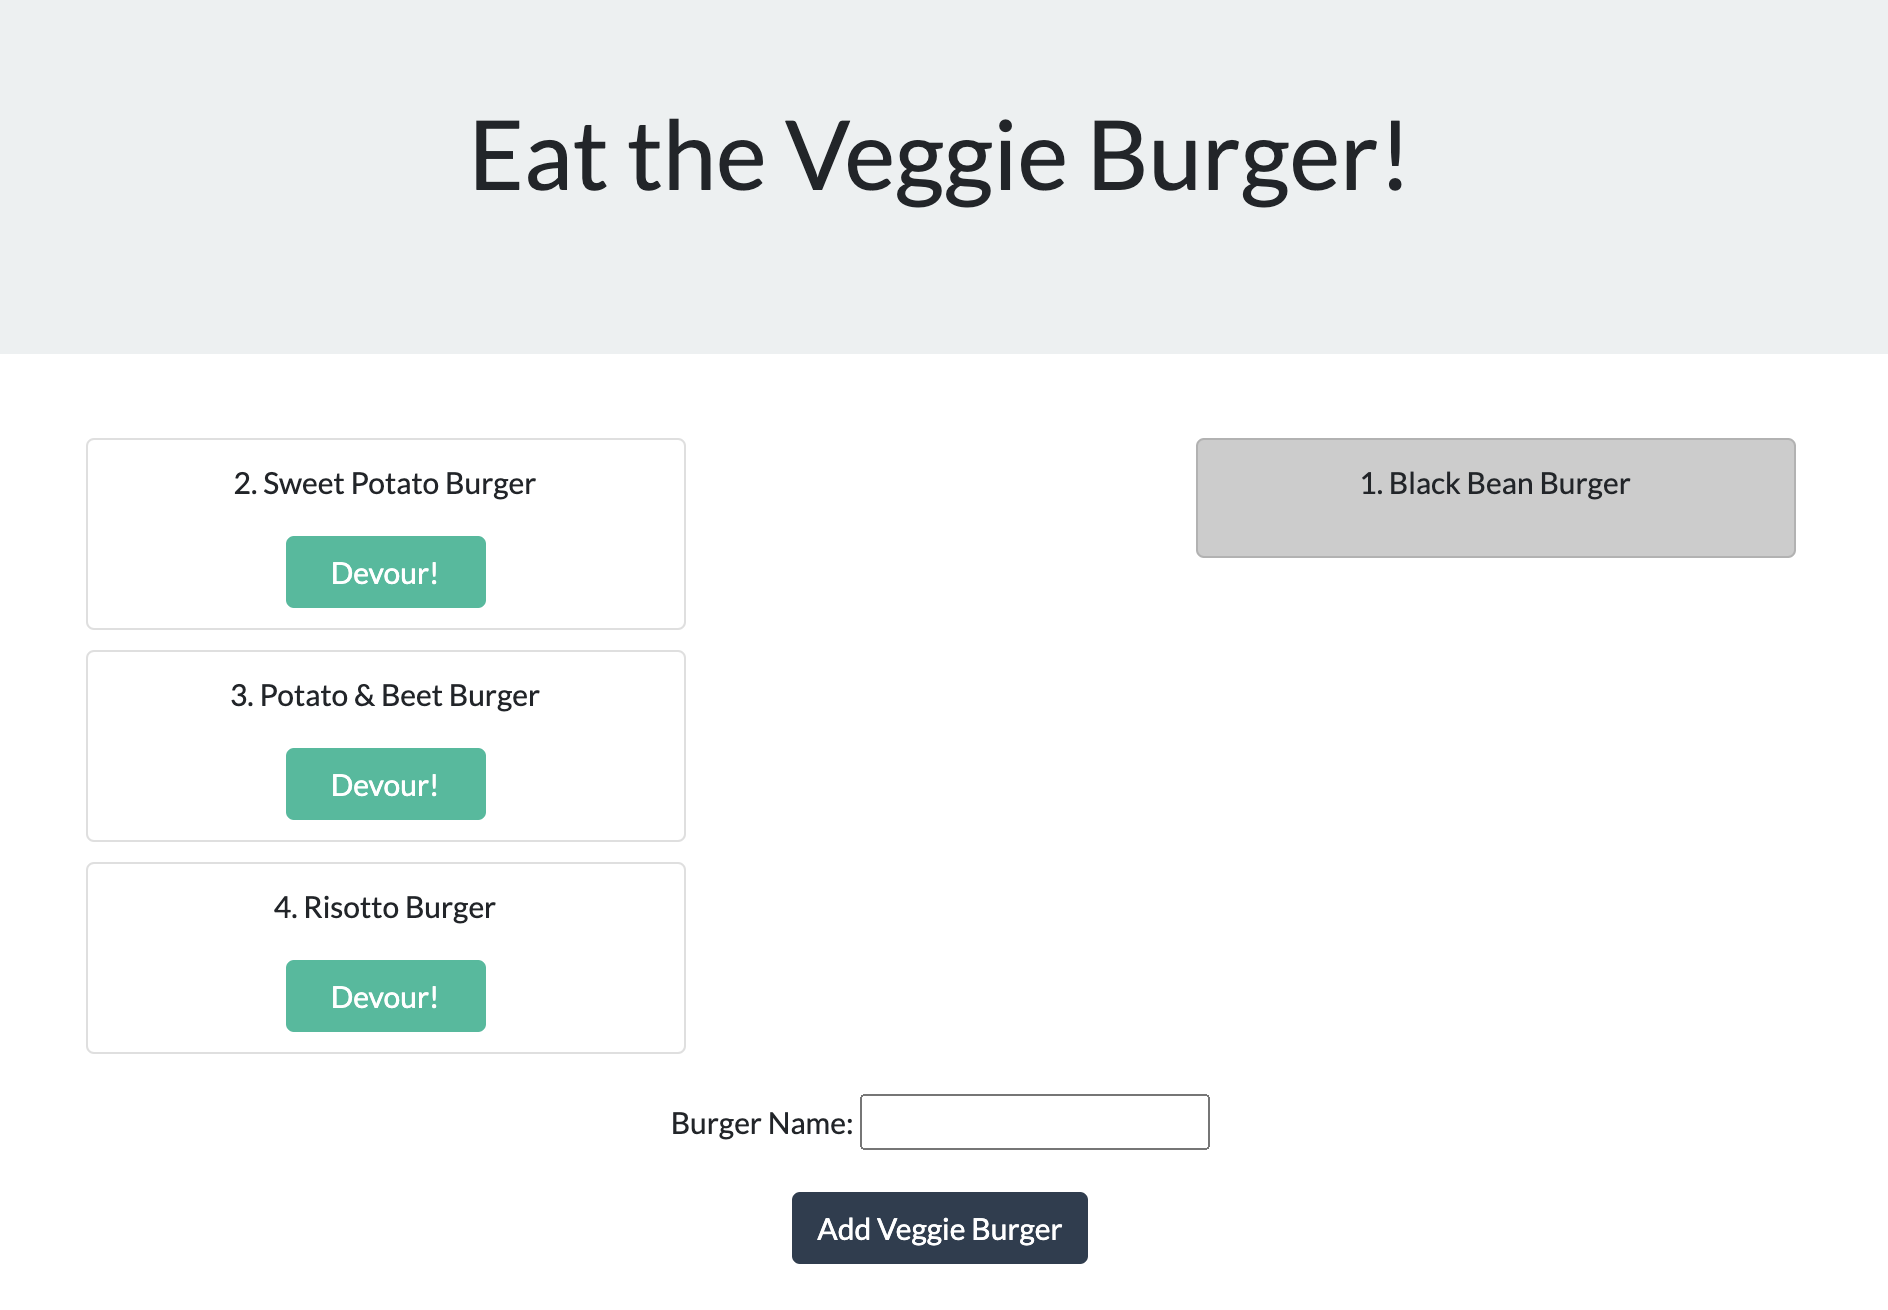 Eat the Veggie Burger!
2. Sweet Potato Burger
Devour!
3. Potato & Beet Burger
Devour!
4. Risotto Burger
Devour!
1. Black Bean Burger
Burger Name:
Add Veggie Burger